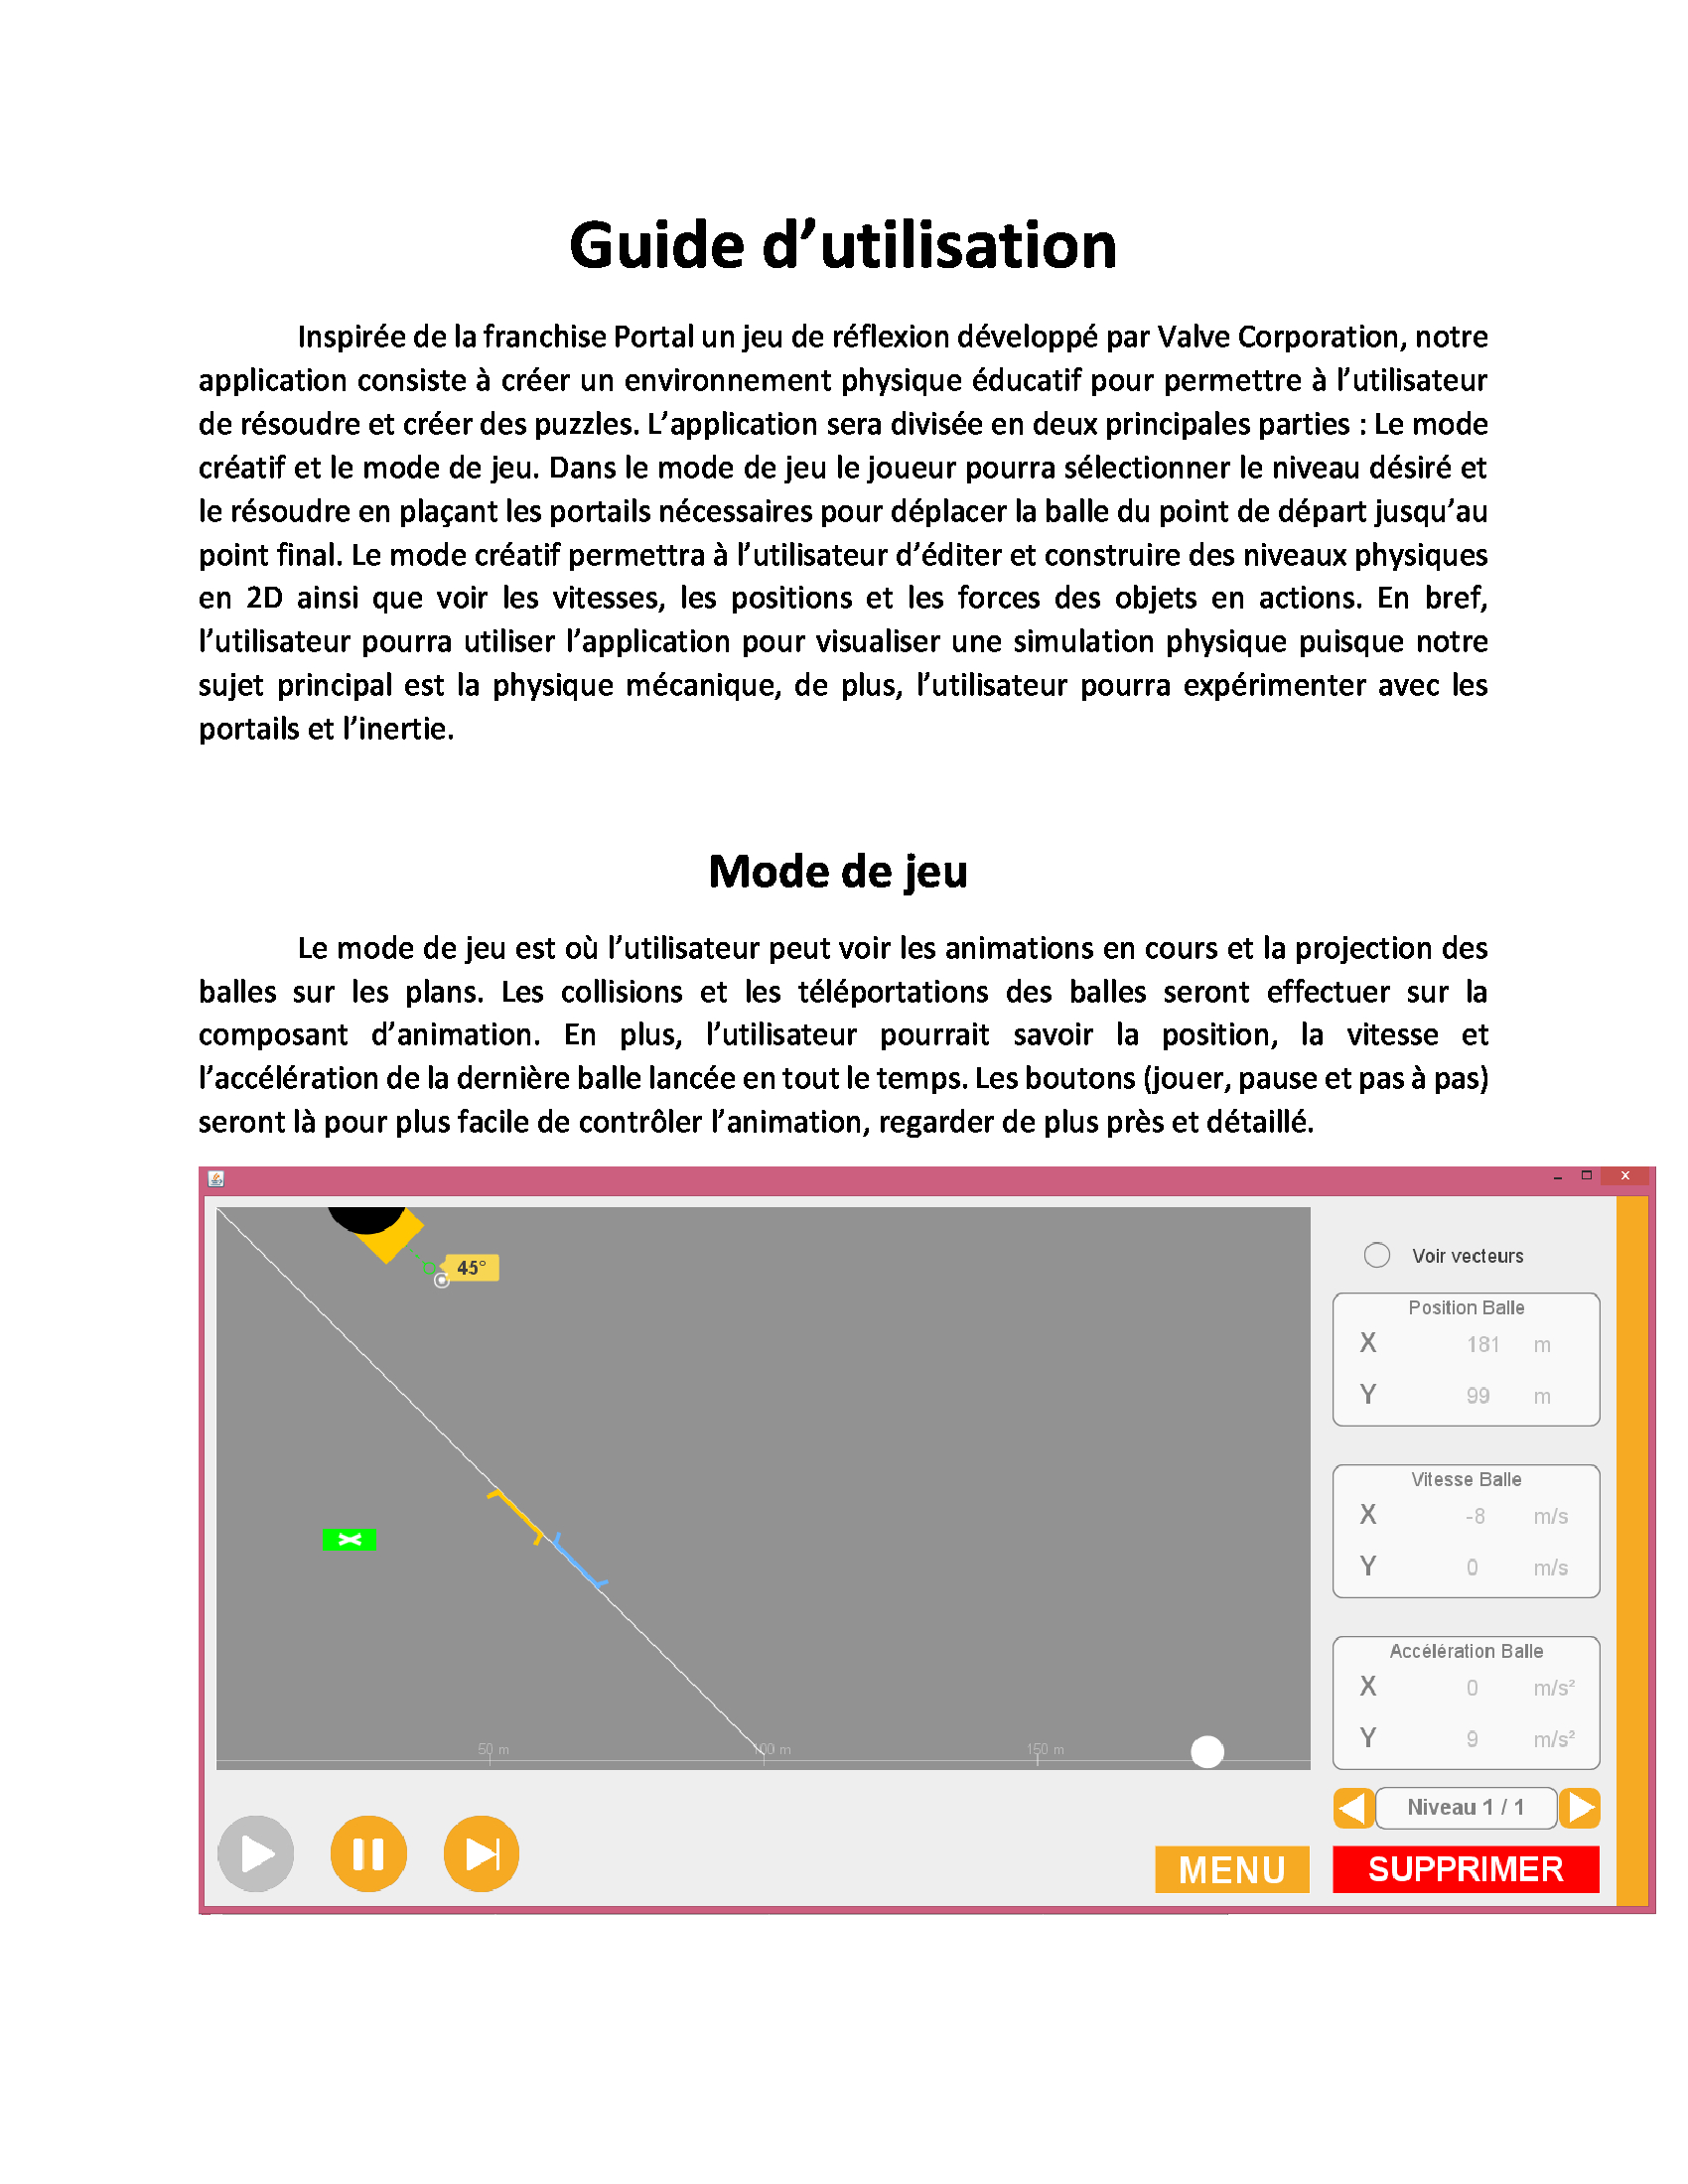 Guide d’utilisation
Inspirée de la franchise Portal un jeu de réflexion développé par Valve Corporation, notre
application consiste à créer un environnement physique éducatif pour permettre à l’utilisateur
de résoudre et créer des puzzles. L’application sera divisée en deux principales parties : Le mode
créatif et le mode de jeu. Dans le mode de jeu le joueur pourra sélectionner le niveau désiré et
le résoudre en plaçant les portails nécessaires pour déplacer la balle du point de départ jusqu’au
point final. Le mode créatif permettra à l’utilisateur d’éditer et construire des niveaux physiques
en 2D ainsi que voir les vitesses, les positions et les forces des objets en actions. En bref,
l’utilisateur pourra utiliser l’application pour visualiser une simulation physique puisque notre
sujet principal est la physique mécanique, de plus, l’utilisateur pourra expérimenter avec les
portails et l’inertie.
Mode de jeu
Le mode de jeu est où l’utilisateur peut voir les animations en cours et la projection des
balles sur les plans. Les collisions et les téléportations des balles seront effectuer sur la
composant d’animation. En plus, l’utilisateur pourrait savoir la position, la vitesse et
l’accélération de la dernière balle lancée en tout le temps. Les boutons (jouer, pause et pas à pas)
seront là pour plus facile de contrôler l’animation, regarder de plus près et détaillé.
45°
Voir vecteurs
Position Balle
X 181 m
Y 99 m
Vitesse Balle
X -8 m/s
Y 0 m/s
Accélération Balle
X 0 m/s²
Y 9 m/s²
50 m 100 m 150 m
Niveau 1 / 1
MENU SUPPRIMER